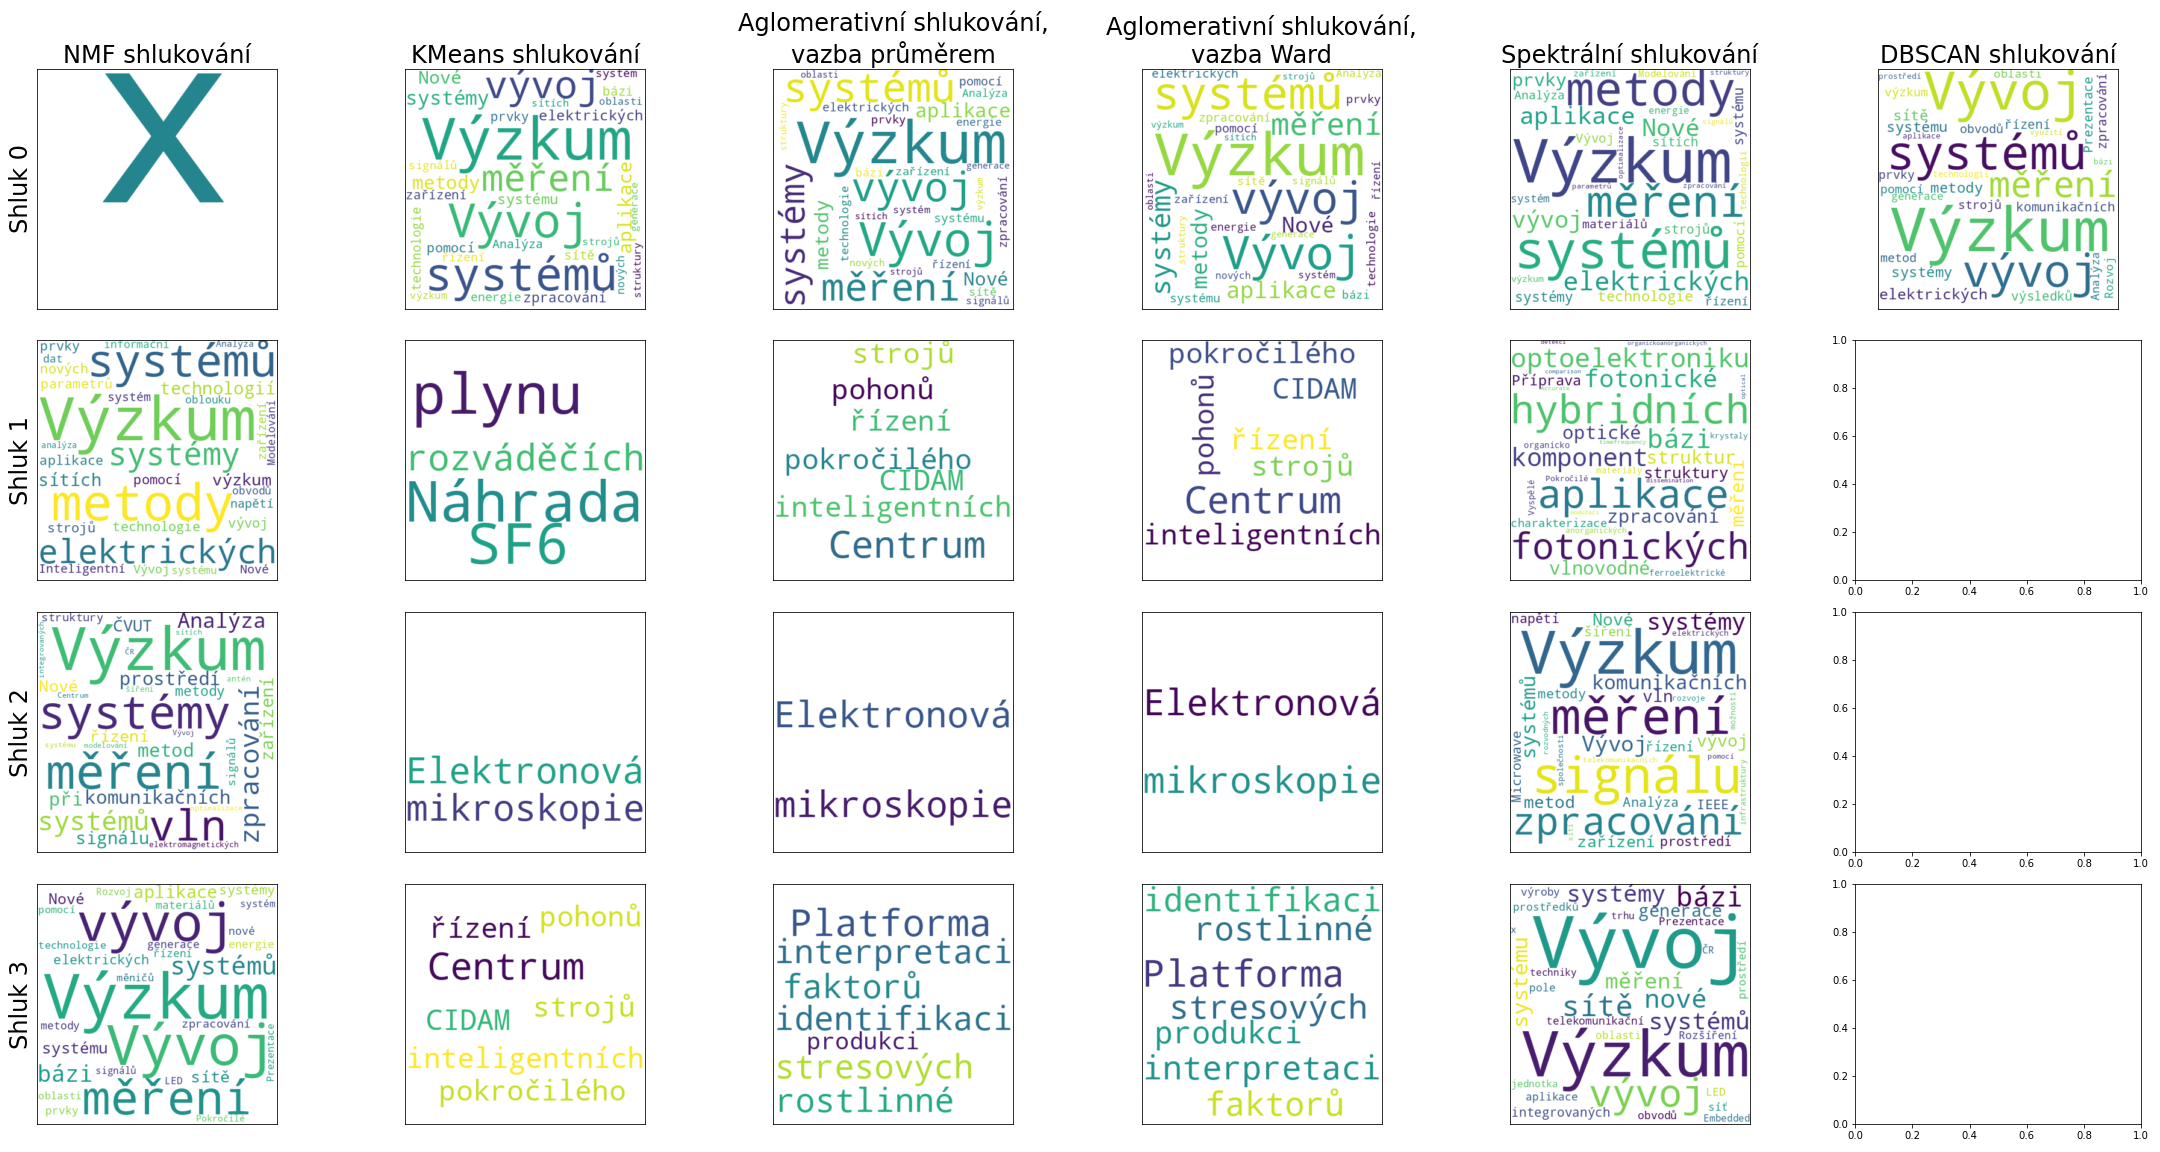 Aglomerativní shlukování,
Aglomerativní shlukování,
NMF shlukování
KMeans shlukování
vazba průměrem
vazba Ward
Spektrální shlukování
DBSCAN shlukování
Shluk 0
X
Nové
vývoj
systém
systémy
sítích
bázi
oblasti
prvky
elektrických
Výzkum
signálů
metody
měření
aplikace
zařízení
systému
generace
technologie
Vývoj
pomocí
Analýza
strojů
řízení
sítě
systémů
nových
struktury
výzkum
energie
zpracování
oblasti
systémů
pomocí
Analýza
struktury
elektrických
aplikace
prvky
energie
Výzkum
bázi
zařízení
generace
systémy
metody
technologie
vývoj
výzkum
zpracování
sítích
systém
systému
Vývoj
nových
strojů
řízení
měření
Nové
sítě
signálů
elektrických
strojů
Analýza
systémů
prvky
výzkum
zpracování
pomocí
měření
sítích
Výzkum
oblasti
systémy
sítě
signálů
řízení
zařízení
vývoj
struktury
metody
energie
Nové
generace
Vývoj
technologie
nových
systém
systému
aplikace
bázi
prvky
zařízení
Modelování
struktury
Analýza
metody
systému
aplikace
energie
Vývoj
optimalizace
Nové
signálů
sítích
Výzkum
technologií
parametrů
zpracování
systém
měření
vývoj
materiálů
strojů
pomocí
systémů
výzkum
elektrických
systémy
technologie
řízení
prostředí
oblasti
výzkum
Vývoj
Prezentace
zpracování
sítě
systému
obvodů
řízení
aplikace
využití
systémů
bázi
prvky
technologií
pomocí
metody
měření
generace
strojů
komunikačních
Výzkum
metod
systémy
vývoj
Analýza
Rozvoj
elektrických
výsledků
Shluk 1
prvky
informační
Analýza
dat
systémů
nových
parametrů
technologií
systém
oblouku
Výzkum
zařízení
Modelování
analýza
systémy
aplikace
sítích
pomocí
výzkum
metody
obvodů
napětí
strojů
technologie
vývoj
elektrických
Inteligentní
Vývoj
systému
Nové
plynu
rozváděčích
Náhrada
SF6
strojů
pohonů
řízení
pokročilého
CIDAM
inteligentních
Centrum
pokročilého
pohonů
CIDAM
řízení
strojů
Centrum
inteligentních
detekci
organickoanorganických
optoelektroniku
comparison
Příprava
fotonické
accurate
optical
hybridních
optické
bázi
krystaly
organicko
timefrequency
komponent
struktur
materiály
struktury
měření
Vyspělé
Pokročilé
dissemination
aplikace
zpracování
charakterizace
anorganických
fotonických
vlnovodné
ferroelektrické
1.0
0.8
0.6
0.4
0.2
0.0
0.0 0.2 0.4 0.6 0.8 1.0
Shluk 2
struktury
ČVUT
Analýza
integrovaných
sítích
Výzkum
ČR
prostředí
Nové
šíření
antén
Centrum
metody
systémy
zpracování
zařízení
Vývoj
řízení
systému
modelování
metod
signálů
měření
při
komunikačních
optimalizace
systémů
vln
signálu
elektromagnetických
Elektronová
mikroskopie
Elektronová
mikroskopie
Elektronová
mikroskopie
napětí
Nové
systémy
šíření
elektrických
Výzkum
systémů
komunikačních
metody
vln
rozvoje
možnosti
měření
rozvodných
Vývoj
řízení
vývoj
Microwave
společnosti
telekomunikačních
pomocí
signálu
infrastruktury
metod
Analýza
IEEE
zpracování
sítí
zařízení
prostředí
1.0
0.8
0.6
0.4
0.2
0.0
0.0 0.2 0.4 0.6 0.8 1.0
Shluk 3
Nové
Rozvoj
aplikace
systémy
pomocí
materiálů
systém
vývoj
nové
technologie
generace
energie
elektrických
řízení
systémů
měničů
Výzkum
metody
zpracování
Prezentace
systému
Vývoj
bázi
signálů
LED
sítě
oblasti
měření
prvky
Pokročilé
řízení
pohonů
Centrum
CIDAM
strojů
inteligentních
pokročilého
Platforma
interpretaci
faktorů
identifikaci
produkci
stresových
rostlinné
identifikaci
rostlinné
Platforma
stresových
produkci
interpretaci
faktorů
výroby
systémy
bázi
prostředků
trhu
generace
Prezentace
x
Vývoj
ČR
systému
techniky
měření
prostředí
pole
sítě
nové
telekomunikační
systémů
oblasti
Rozšíření
Výzkum
jednotka
vývoj
LED
aplikace
síť
integrovaných
obvodů
Embedded
1.0
0.8
0.6
0.4
0.2
0.0
0.0 0.2 0.4 0.6 0.8 1.0